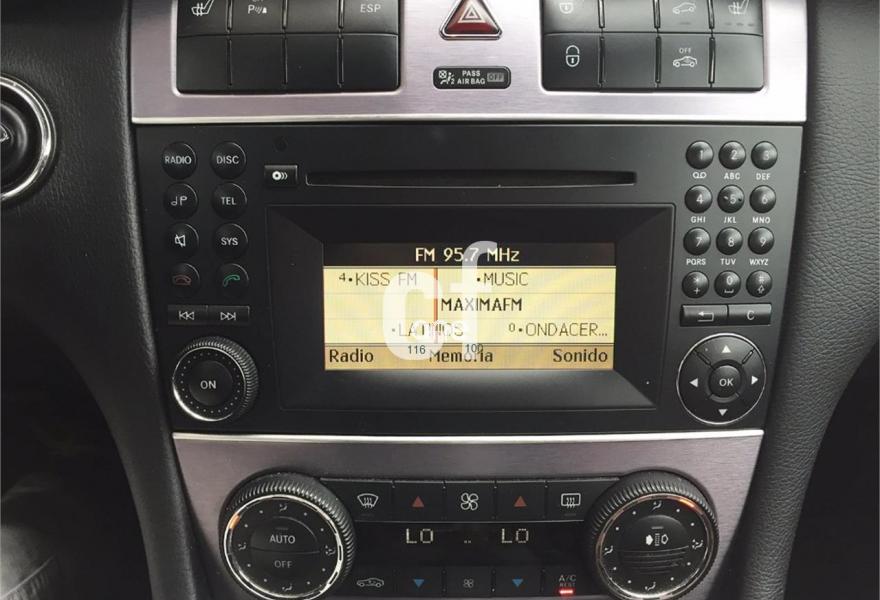 P
ESP
OFF
PASS AIR BAG OFF
2
RADIO DISC
TEL
SYS
ON
FM 95.7 MHz
4•KISS FM •MUSIC
MAXIMAFM
0•ONDACER...
Radio Memoria Sonido
116 100
1 2 3
ABC DEF
4 5 6
GHI JKL MNO
7 8 9
PQRS TUV WXYZ
* 0 #
+
C
OK
cf
AUTO
OFF
LO .. LO
A/C
REST